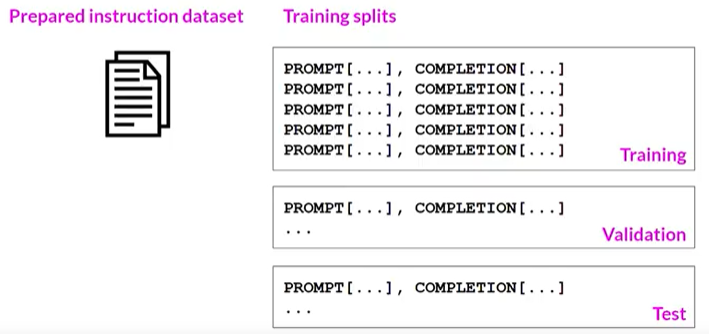 Prepared instruction dataset
Training splits
PROMPT[...], COMPLETION[...]
PROMPT[...], COMPLETION[...]
PROMPT[...], COMPLETION[...]
PROMPT[...], COMPLETION[...]
PROMPT[...], COMPLETION[...]
Training
PROMPT[...], COMPLETION[...]
...
Validation
PROMPT[...], COMPLETION[...]
...
Test